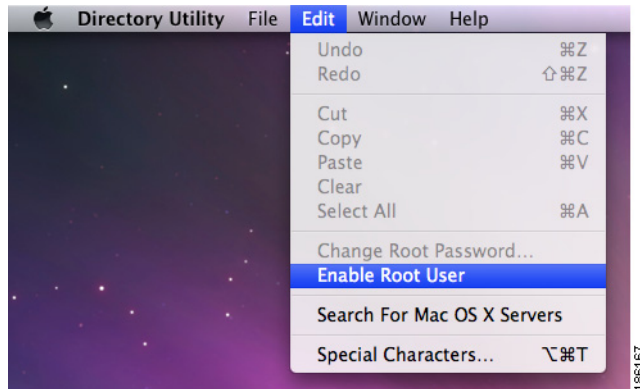 Directory Utility File Edit Window Help
Undo ⌘Z
Redo ⇧⌘Z
Cut ⌘X
Copy ⌘C
Paste ⌘V
Clear
Select All ⌘A
Change Root Password...
Enable Root User
Search For Mac OS X Servers
Special Characters... ⌥⌘T